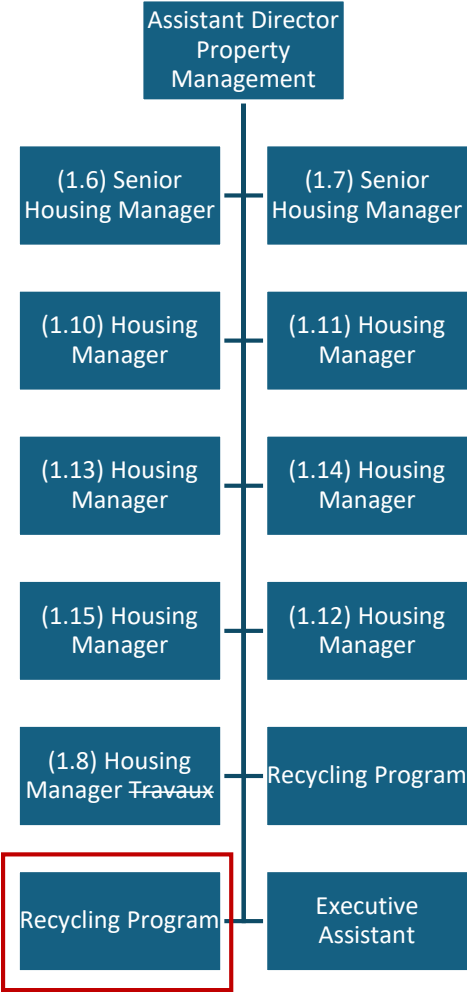 Assistant Director
Property
Management
(1.6) Senior
Housing Manager
(1.7) Senior
Housing Manager
(1.10) Housing
Manager
(1.11) Housing
Manager
(1.13) Housing
Manager
(1.14) Housing
Manager
(1.15) Housing
Manager
(1.12) Housing
Manager
(1.8) Housing
Manager Travaux
Recycling Program
Recycling Program
Executive
Assistant